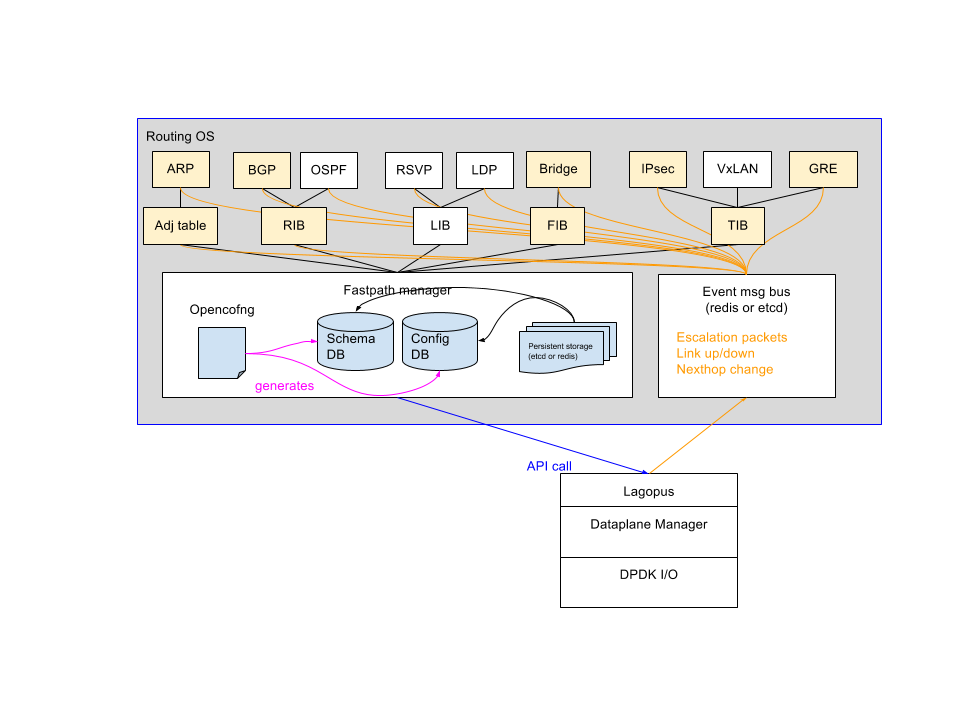 Routing OS
ARP
BGP
OSPF
RSVP
LDP
Bridge
IPsec
VxLAN
GRE
Adj table
RIB
LIB
FIB
TIB
Fastpath manager
Opencofng
Schema
DB
Config
DB
Persistent storage
(etcd or redis)
generates
Event msg bus
(redis or etcd)
Escalation packets
Link up/down
Nexthop change
API call
Lagopus
Dataplane Manager
DPDK I/O